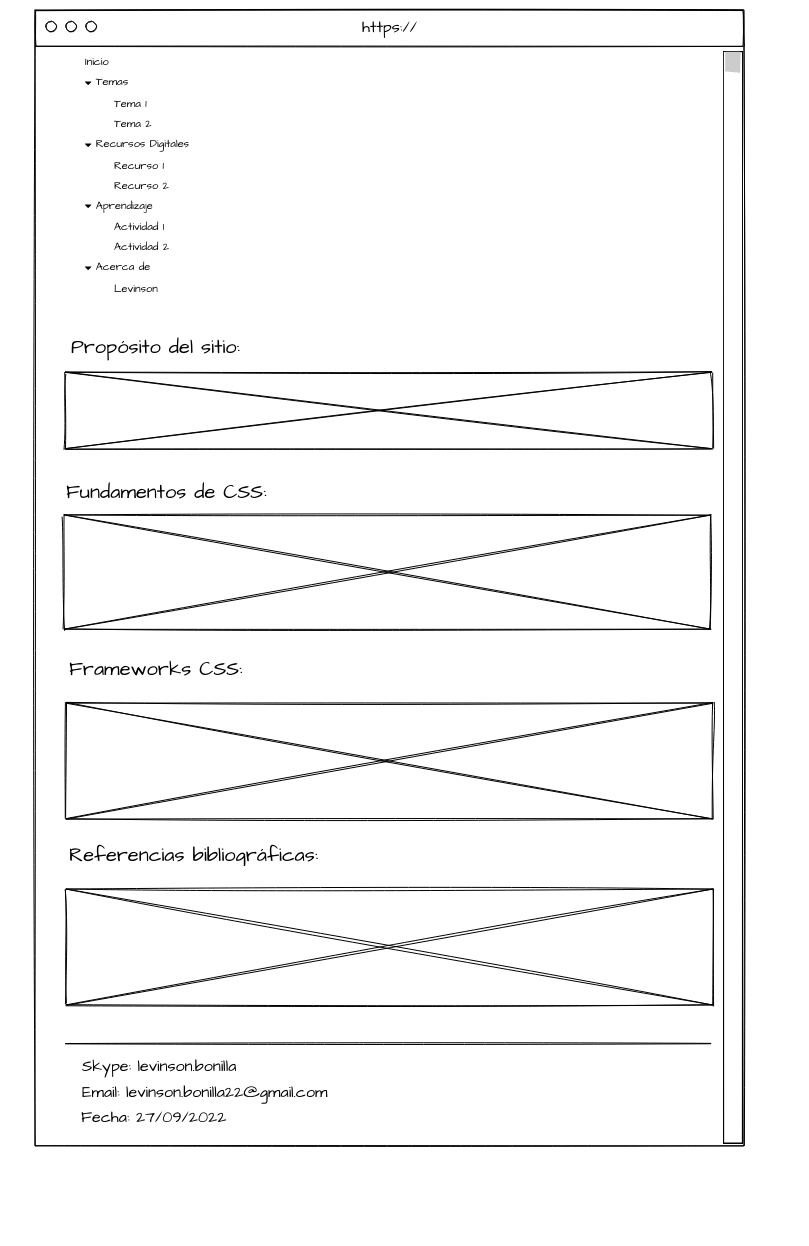 https://
Inicio
Temas
Tema 1
Tema 2
Recursos Digitales
Recurso 1
Recurso 2
Aprendizaje
Actividad 1
Actividad 2
Acerca de
Levinson
Propósito del sitio:
Fundamentos de CSS:
Frameworks CSS:
Referencias bibliográficas:
Skype: levinson.bonilla
Email: levinson.bonilla22@gmail.com
Fecha: 27/09/2022